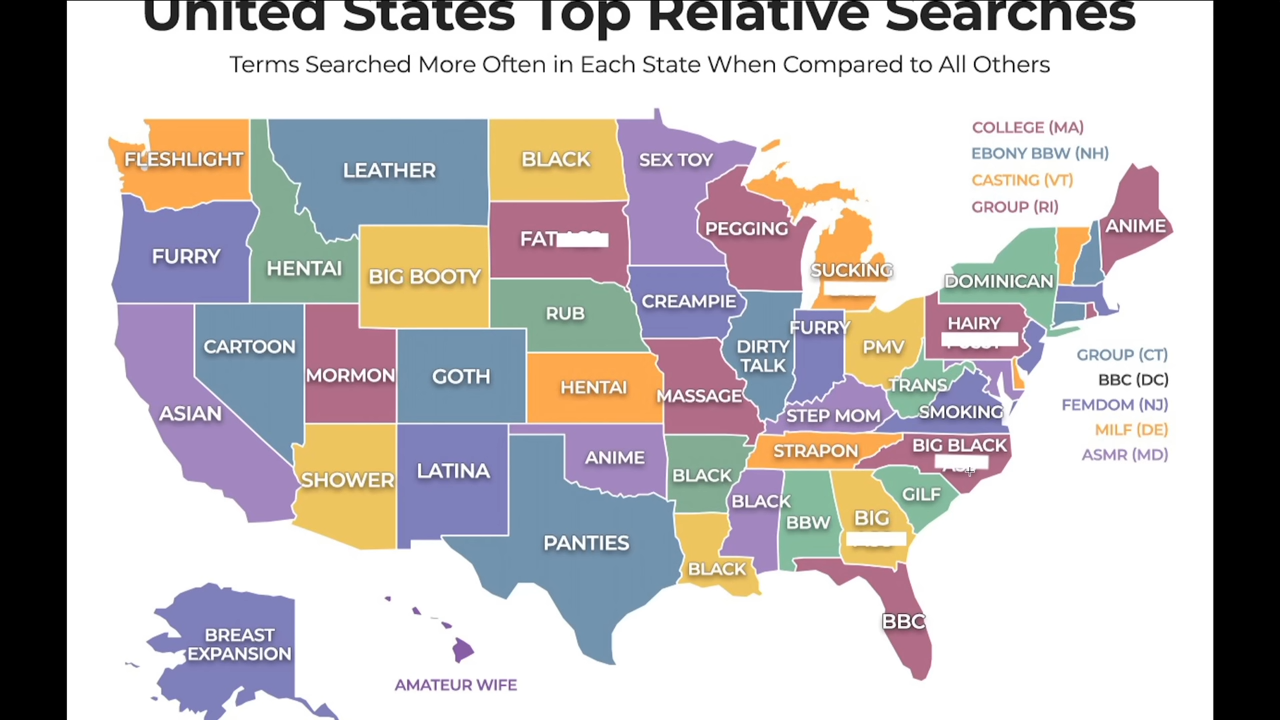 United States Top Relative Searches
Terms Searched More Often in Each State When Compared to All Others
COLLEGE (MA)
EBONY BBW (NH)
CASTING (VT)
GROUP (RI)
FLESHLIGHT
LEATHER
BLACK
SEX TOY
PEGGING
ANIME
FURRY
HENTAI
BIG BOOTY
FAT
SUCKING
DOMINICAN
CREAMPIE
RUB
CARTOON
MORMON
GOTH
HENTAI
MASSAGE
DIRTY
TALK
FURRY
PMV
HAIRY
TRANS
SMOKING
STEP MOM
GROUP (CT)
BBC (DC)
FEMDOM (NJ)
MILF (DE)
ASMR (MD)
ASIAN
SHOWER
LATINA
ANIME
BLACK
STRAPON
BIG BLACK
PANTIES
BLACK
BLACK
BBW
BIG
GILF
BBC
BREAST
EXPANSION
AMATEUR WIFE